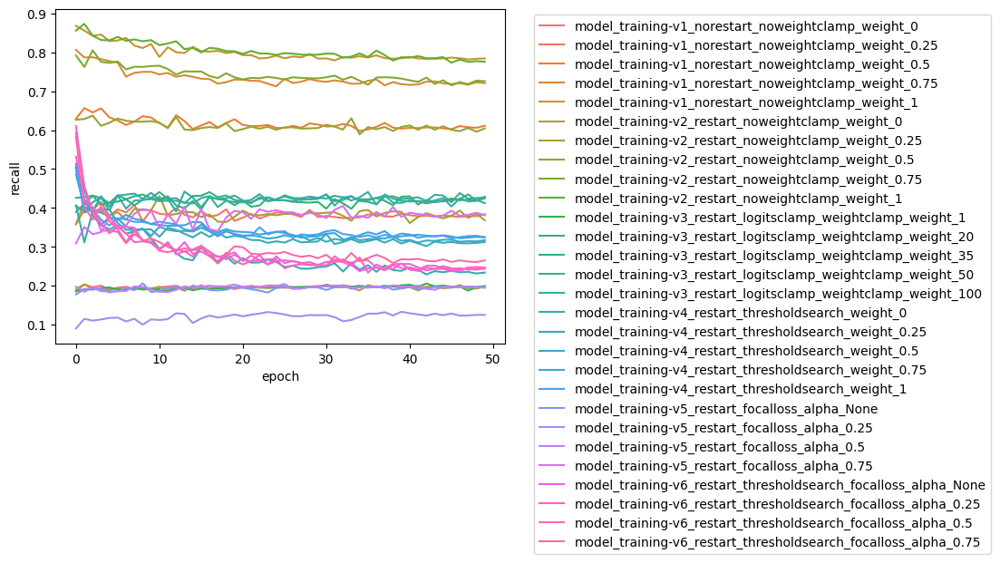 0.9
0.8
0.7
0.6
0.5
0.4
0.3
0.2
0.1
recall
0 10 20 30 40 50
epoch
model_training-v1_norestart_noweightclamp_weight_0
model_training-v1_norestart_noweightclamp_weight_0.25
model_training-v1_norestart_noweightclamp_weight_0.5
model_training-v1_norestart_noweightclamp_weight_0.75
model_training-v1_norestart_noweightclamp_weight_1
model_training-v2_restart_noweightclamp_weight_0
model_training-v2_restart_noweightclamp_weight_0.25
model_training-v2_restart_noweightclamp_weight_0.5
model_training-v2_restart_noweightclamp_weight_0.75
model_training-v2_restart_noweightclamp_weight_1
model_training-v3_restart_logitsclamp_weightclamp_weight_1
model_training-v3_restart_logitsclamp_weightclamp_weight_20
model_training-v3_restart_logitsclamp_weightclamp_weight_35
model_training-v3_restart_logitsclamp_weightclamp_weight_50
model_training-v3_restart_logitsclamp_weightclamp_weight_100
model_training-v4_restart_thresholdsearch_weight_0
model_training-v4_restart_thresholdsearch_weight_0.25
model_training-v4_restart_thresholdsearch_weight_0.5
model_training-v4_restart_thresholdsearch_weight_0.75
model_training-v4_restart_thresholdsearch_weight_1
model_training-v5_restart_focalloss_alpha_None
model_training-v5_restart_focalloss_alpha_0.25
model_training-v5_restart_focalloss_alpha_0.5
model_training-v5_restart_focalloss_alpha_0.75
model_training-v6_restart_thresholdsearch_focalloss_alpha_None
model_training-v6_restart_thresholdsearch_focalloss_alpha_0.25
model_training-v6_restart_thresholdsearch_focalloss_alpha_0.5
model_training-v6_restart_thresholdsearch_focalloss_alpha_0.75